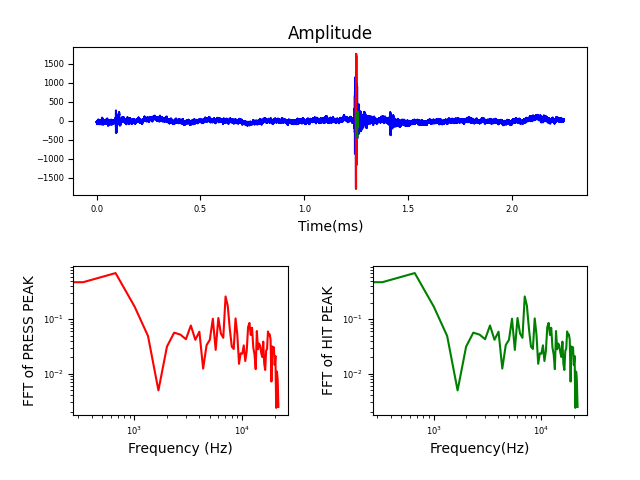 Amplitude
1500
1000
500
0
−500
−1000
−1500
0.0 0.5 1.0 1.5 2.0
Time(ms)
FFT of PRESS PEAK
10⁻¹
10⁻²
10³ 10⁴
Frequency (Hz)
FFT of HIT PEAK
10⁻¹
10⁻²
10³ 10⁴
Frequency(Hz)